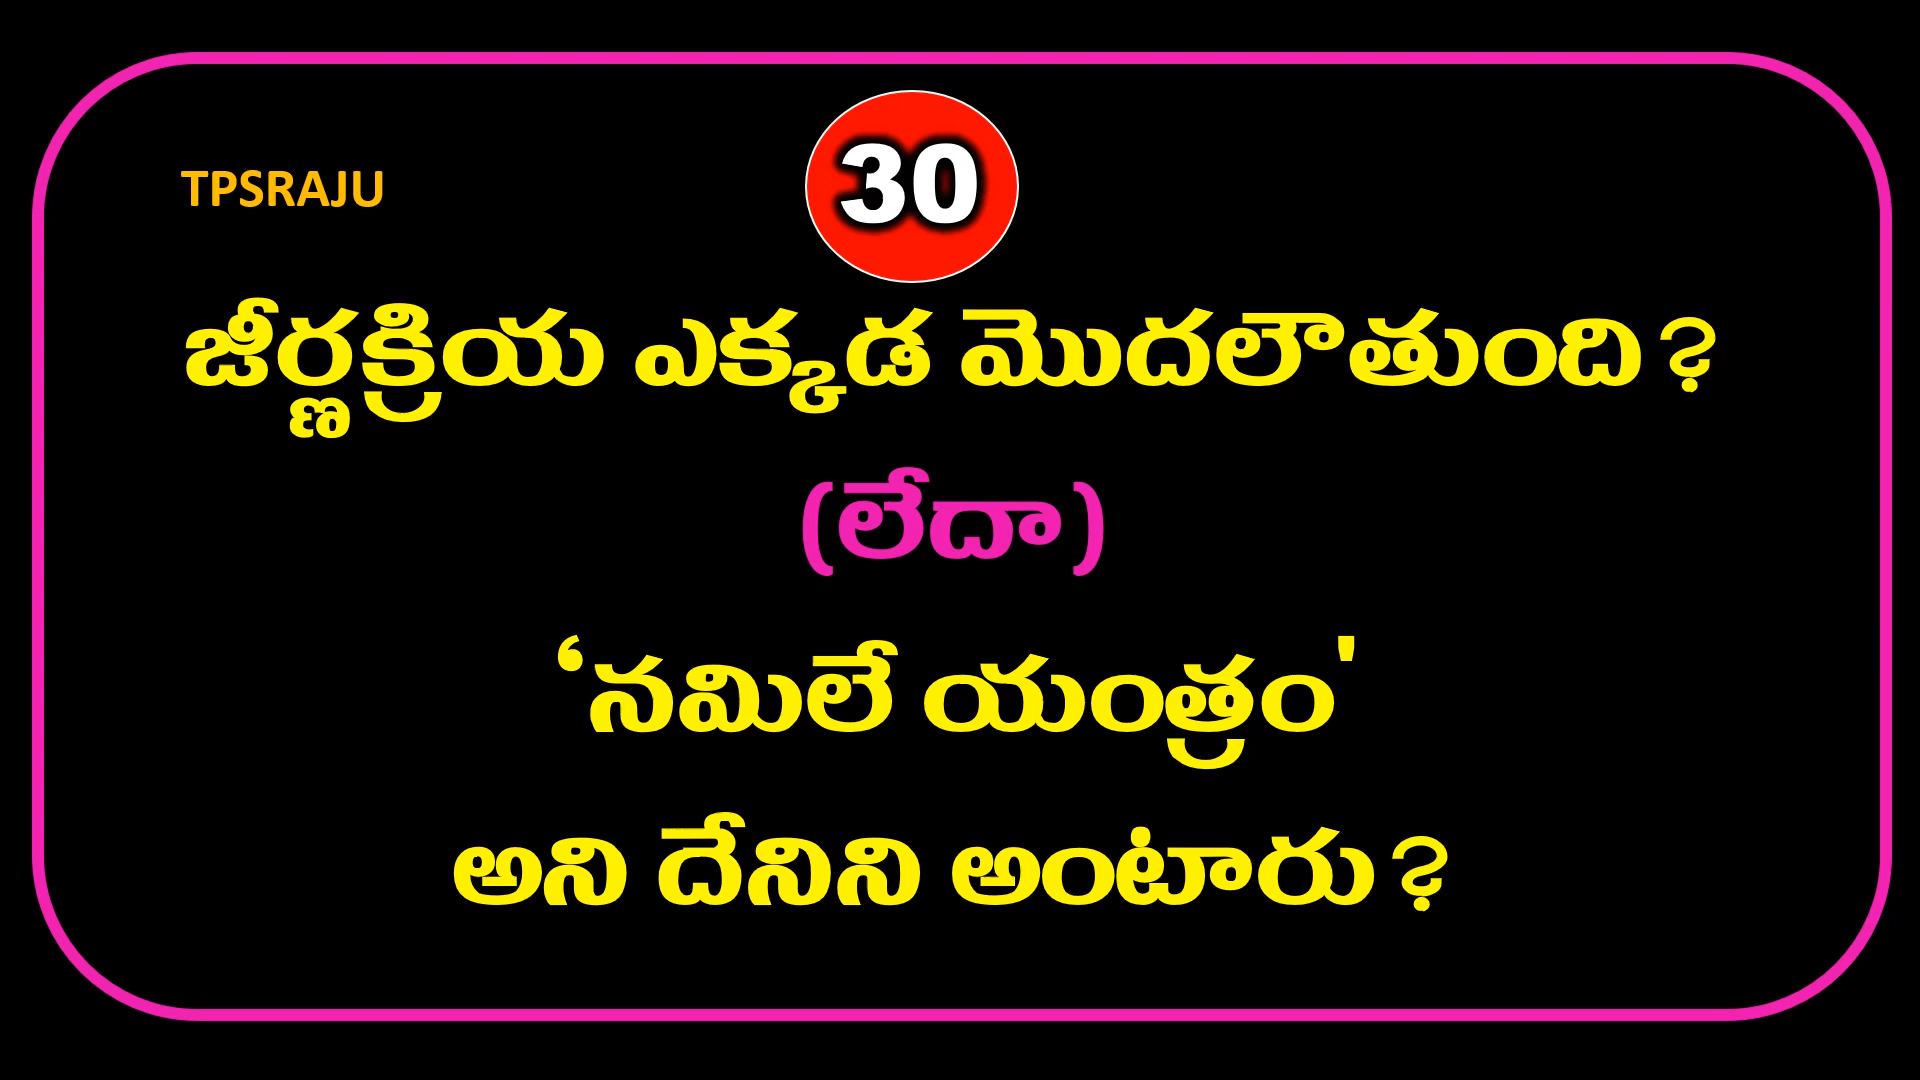 TPSRAJU
30
జీర్ణక్రియ ఎక్కడ మొదలౌతుంది?
(లేదా)
‘నమిలే యంత్రం'
అని దేనిని అంటారు?